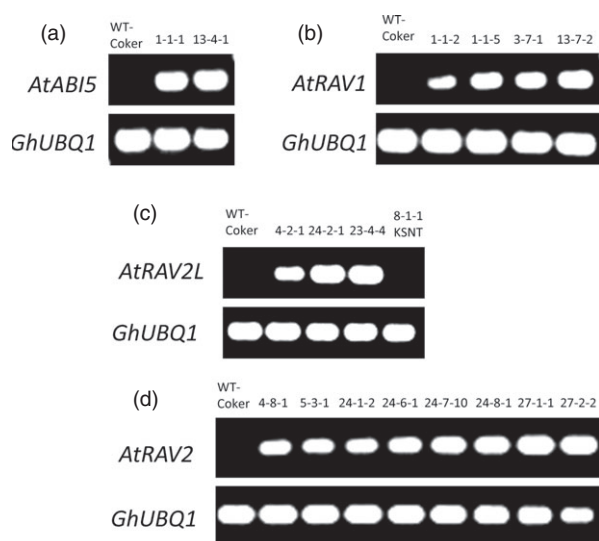 (a)
WT-
Coker 1-1-1 13-4-1
AtABI5
GhUBQ1
(b)
WT-
Coker 1-1-2 1-1-5 3-7-1 13-7-2
AtRAV1
GhUBQ1
(c)
WT-
Coker 4-2-1 24-2-1 23-4-4 8-1-1
KSNT
AtRAV2L
GhUBQ1
(d)
WT-
Coker 4-8-1 5-3-1 24-1-2 24-6-1 24-7-10 24-8-1 27-1-1 27-2-2
AtRAV2
GhUBQ1